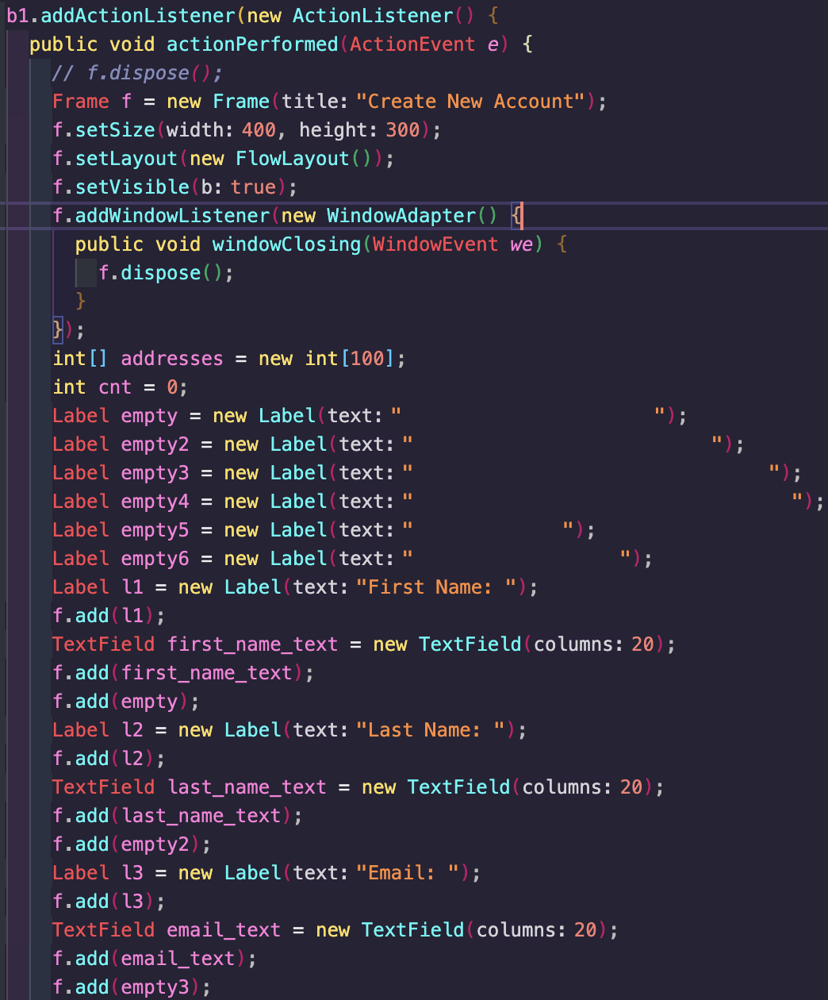 b1.addActionListener(new ActionListener() {
  public void actionPerformed(ActionEvent e) {
    // f.dispose();
    Frame f = new Frame(title: "Create New Account");
    f.setSize(width: 400, height: 300);
    f.setLayout(new FlowLayout());
    f.setVisible(b: true);
    f.addWindowListener(new WindowAdapter() {
      public void windowClosing(WindowEvent we) {
        f.dispose();
      }
    });
    int[] addresses = new int[100];
    int cnt = 0;
    Label empty = new Label(text: "                      ");
    Label empty2 = new Label(text: "                          ");
    Label empty3 = new Label(text: "                               ");
    Label empty4 = new Label(text: "                                 ");
    Label empty5 = new Label(text: "             ");
    Label empty6 = new Label(text: "                  ");
    Label l1 = new Label(text: "First Name: ");
    f.add(l1);
    TextField first_name_text = new TextField(columns: 20);
    f.add(first_name_text);
    f.add(empty);
    Label l2 = new Label(text: "Last Name: ");
    f.add(l2);
    TextField last_name_text = new TextField(columns: 20);
    f.add(last_name_text);
    f.add(empty2);
    Label l3 = new Label(text: "Email: ");
    f.add(l3);
    TextField email_text = new TextField(columns: 20);
    f.add(email_text);
    f.add(empty3);